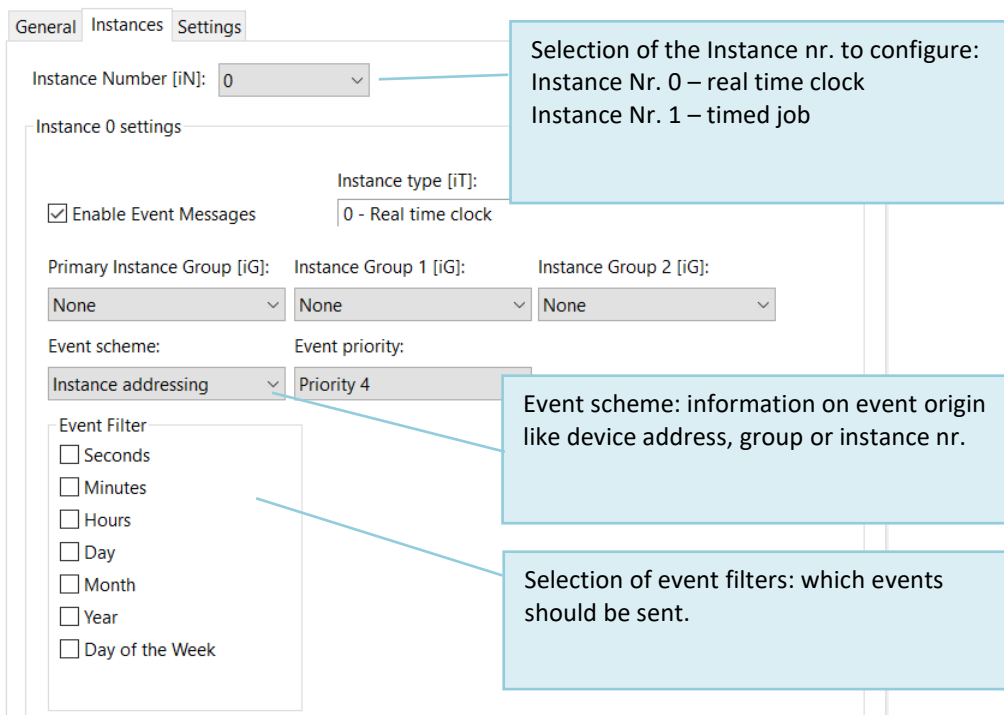 General Instances Settings
Instance Number [iN]: 0
Selection of the Instance nr. to configure:
Instance Nr. 0 – real time clock
Instance Nr. 1 – timed job
Instance 0 settings
Instance type [iT]:
Enable Event Messages 0 - Real time clock
Primary Instance Group [iG]: Instance Group 1 [iG]: Instance Group 2 [iG]:
None None None
Event scheme: Event priority:
Instance addressing Priority 4
Event scheme: information on event origin
like device address, group or instance nr.
Event Filter
Seconds
Minutes
Hours
Day
Month
Year
Day of the Week
Selection of event filters: which events
should be sent.